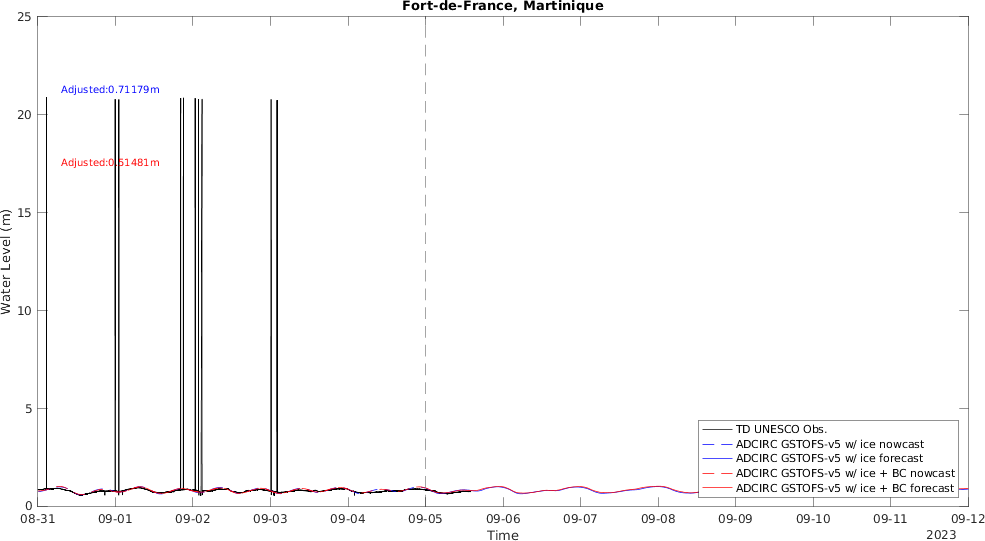 Fort-de-France, Martinique
25
20
15
10
5
0
Water Level (m)
Adjusted:0.71179m
Adjusted:0.51481m
TD UNESCO Obs.
ADCIRC GSTOFS-v5 w/ ice nowcast
ADCIRC GSTOFS-v5 w/ ice forecast
ADCIRC GSTOFS-v5 w/ ice + BC nowcast
ADCIRC GSTOFS-v5 w/ ice + BC forecast
08-31 09-01 09-02 09-03 09-04 09-05 09-06 09-07 09-08 09-09 09-10 09-11 09-12
Time
2023